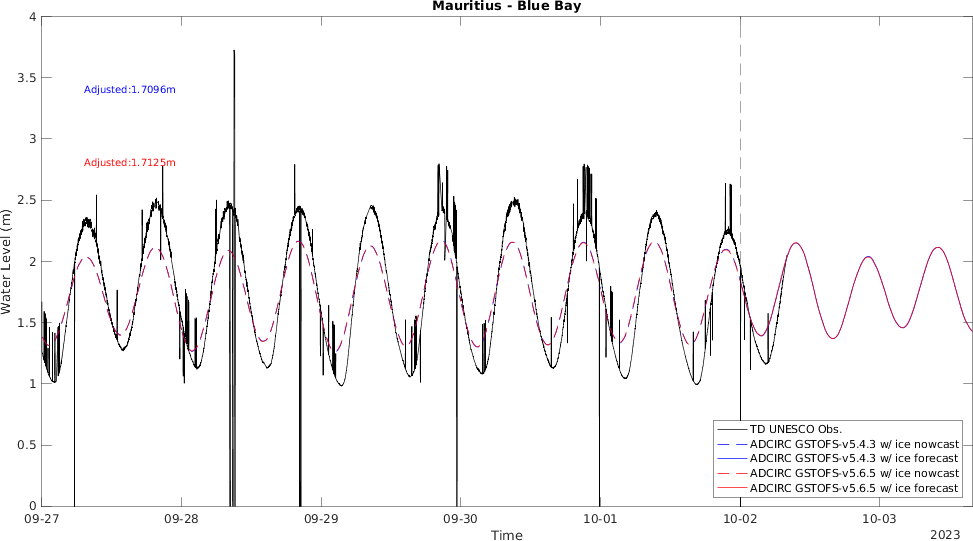 Mauritius - Blue Bay
4
3.5
3
2.5
2
1.5
1
0.5
0
Water Level (m)
Adjusted:1.7096m
Adjusted:1.7125m
TD UNESCO Obs.
ADCIRC GSTOFS-v5.4.3 w/ ice nowcast
ADCIRC GSTOFS-v5.4.3 w/ ice forecast
ADCIRC GSTOFS-v5.6.5 w/ ice nowcast
ADCIRC GSTOFS-v5.6.5 w/ ice forecast
09-27 09-28 09-29 09-30 10-01 10-02 10-03
Time
2023